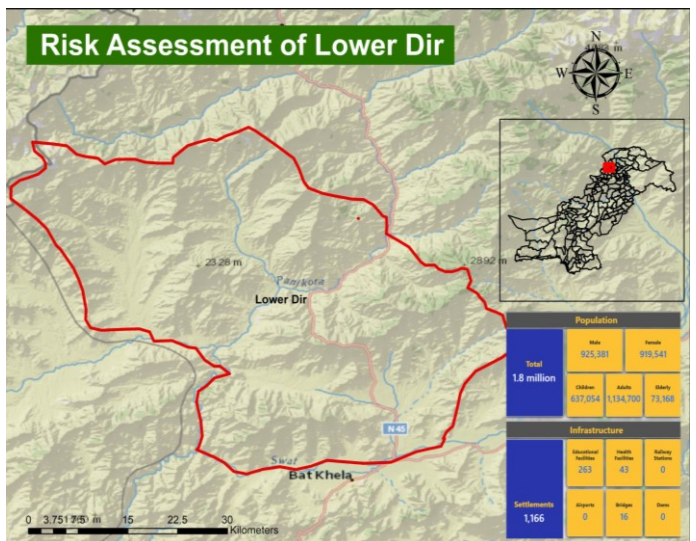 Risk Assessment of Lower Dir
N
W E
S
23 28 m
2892 m
Panjkora
Lower Dir
N 45
Swat
Bat Khela
0 3.75 7.5 15 22.5 30
Kilometers
Population
Total
1.8 million
Male
925,381
Female
919,541
Children
637,054
Adults
1,134,700
Elderly
73,168
Infrastructure
Settlements
1,166
Educational
Facilities
263
Health
Facilities
43
Railway
Stations
0
Airports
0
Bridges
16
Dams
0